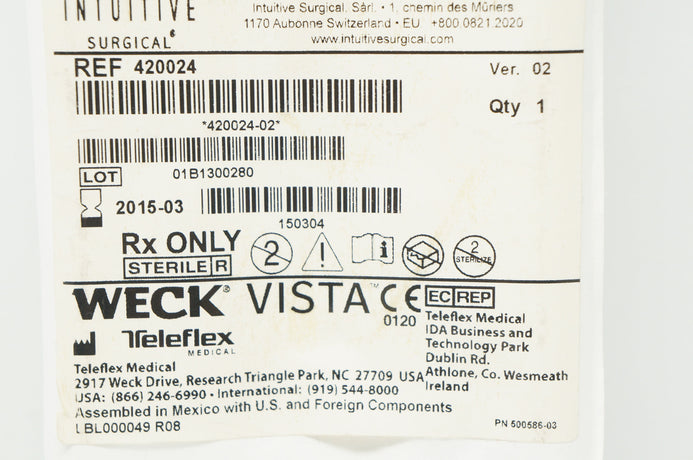 INTUITIVE
SURGICAL®
Intuitive Surgical, Sàrl. • 1, chemin des Mûriers
1170 Aubonne Switzerland • EU +800.0821.2020
www.intuitivesurgical.com
REF 420024
Ver. 02
*420024-02*
Qty 1
LOT 01B1300280
2015-03
150304
Rx ONLY
STERILE R
2
!
i
2
STERILIZE
WECK® VISTA™ CE
0120
EC REP
Teleflex
MEDICAL
Teleflex Medical
2917 Weck Drive, Research Triangle Park, NC 27709 USA
USA: (866) 246-6990 • International: (919) 544-8000
Assembled in Mexico with U.S. and Foreign Components
LBL000049 R08
Teleflex Medical
IDA Business and
Technology Park
Dublin Rd.
Athlone, Co. Wesmeath
Ireland
PN 500586-03